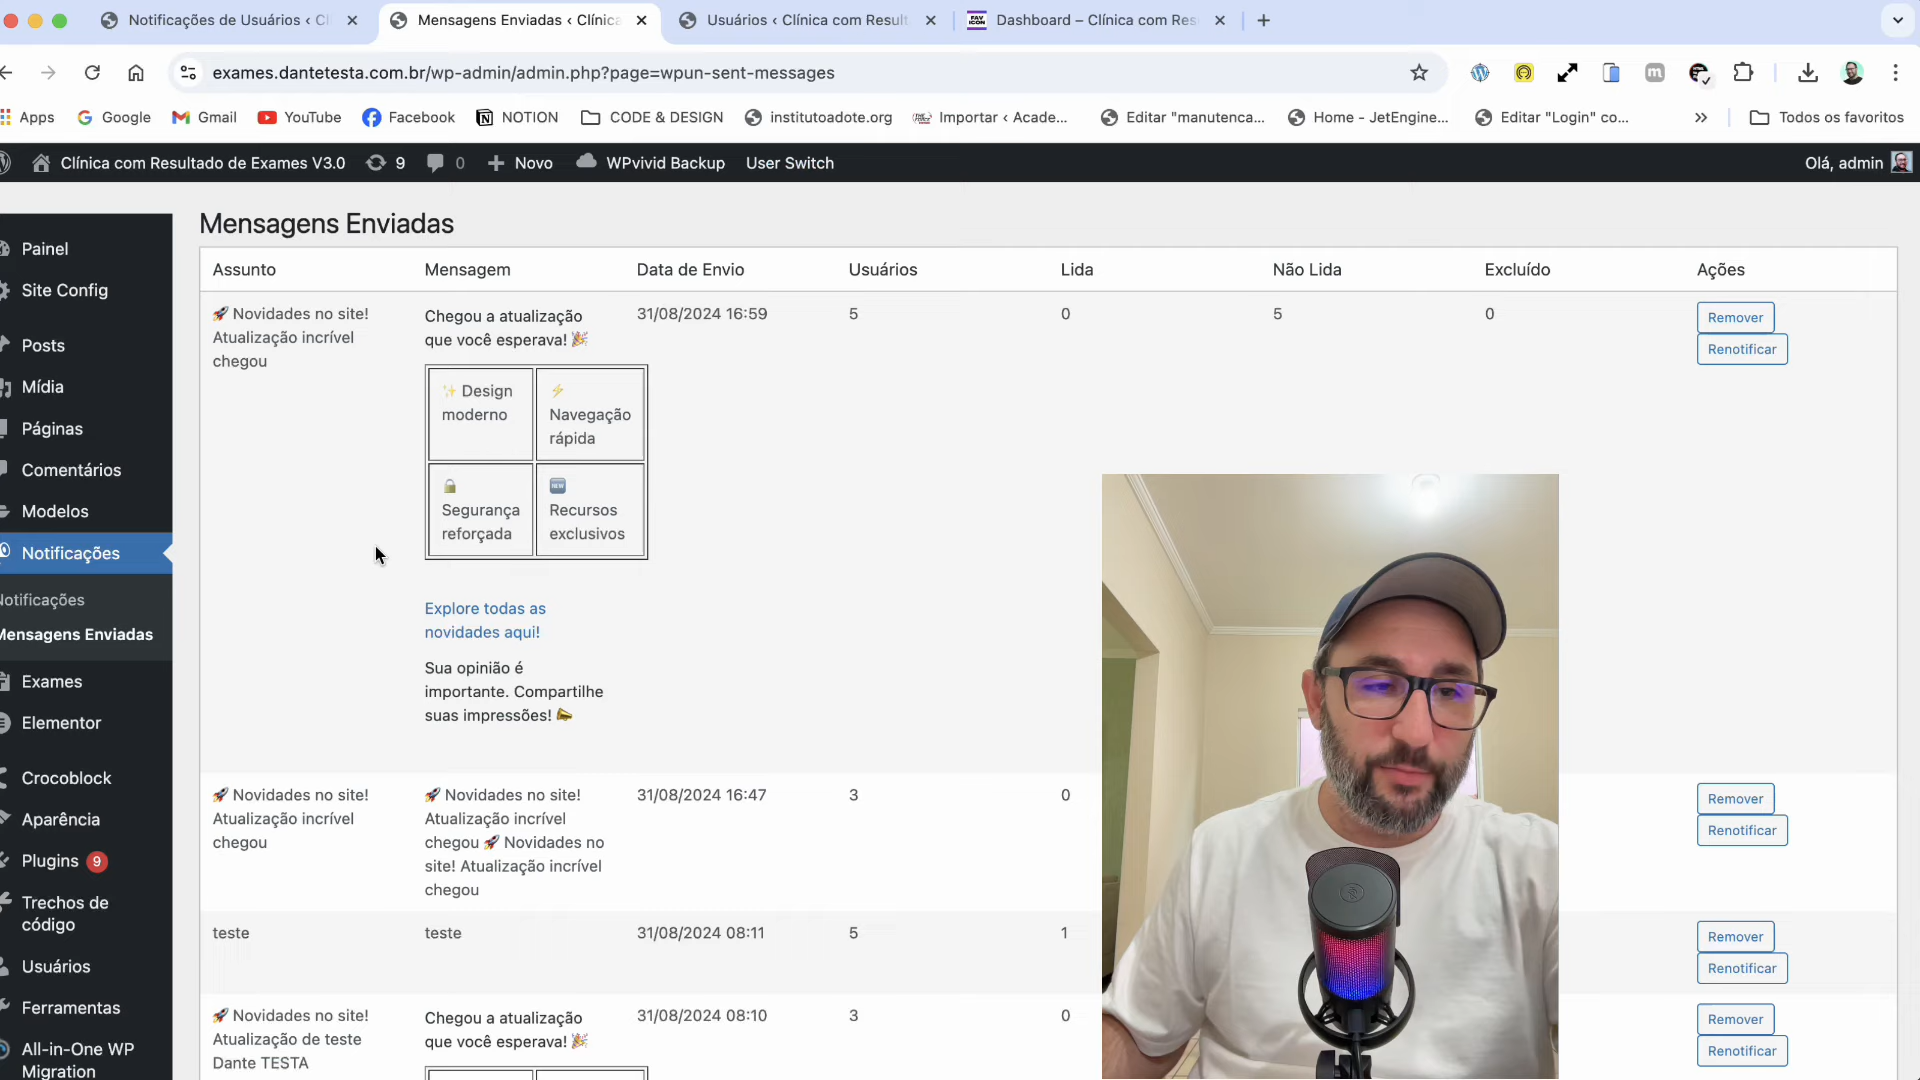 Notificações de Usuários ‹ Cl
Mensagens Enviadas ‹ Clínica
Usuários ‹ Clínica com Result
Dashboard – Clínica com Res
exames.dantetesta.com.br/wp-admin/admin.php?page=wpun-sent-messages
Apps
Google
Gmail
YouTube
Facebook
NOTION
CODE & DESIGN
institutoadote.org
Importar ‹ Acade...
Editar "manutenca...
Home - JetEngine...
Editar "Login" co...
Todos os favoritos
Clínica com Resultado de Exames V3.0
9
0
Novo
WPvivid Backup
User Switch
Olá, admin
Painel
Site Config
Posts
Mídia
Páginas
Comentários
Modelos
Notificações
Notificações
Mensagens Enviadas
Exames
Elementor
Crocoblock
Aparência
Plugins 9
Trechos de
código
Usuários
Ferramentas
All-in-One WP
Migration
Mensagens Enviadas
Assunto
Mensagem
Data de Envio
Usuários
Lida
Não Lida
Excluído
Ações
🚀 Novidades no site!
Atualização incrível
chegou
Chegou a atualização
que você esperava! 🎉
✨ Design
moderno
⚡
Navegação
rápida
🔒
Segurança
reforçada
🆕
Recursos
exclusivos
Explore todas as
novidades aqui!
Sua opinião é
importante. Compartilhe
suas impressões! 📣
31/08/2024 16:59
5
0
5
0
Remover
Renotificar
🚀 Novidades no site!
Atualização incrível
chegou
🚀 Novidades no site!
Atualização incrível
chegou 🚀 Novidades no
site! Atualização incrível
chegou
31/08/2024 16:47
3
0
Remover
Renotificar
teste
teste
31/08/2024 08:11
5
1
Remover
Renotificar
🚀 Novidades no site!
Atualização de teste
Dante TESTA
Chegou a atualização
que você esperava! 🎉
31/08/2024 08:10
3
0
Remover
Renotificar